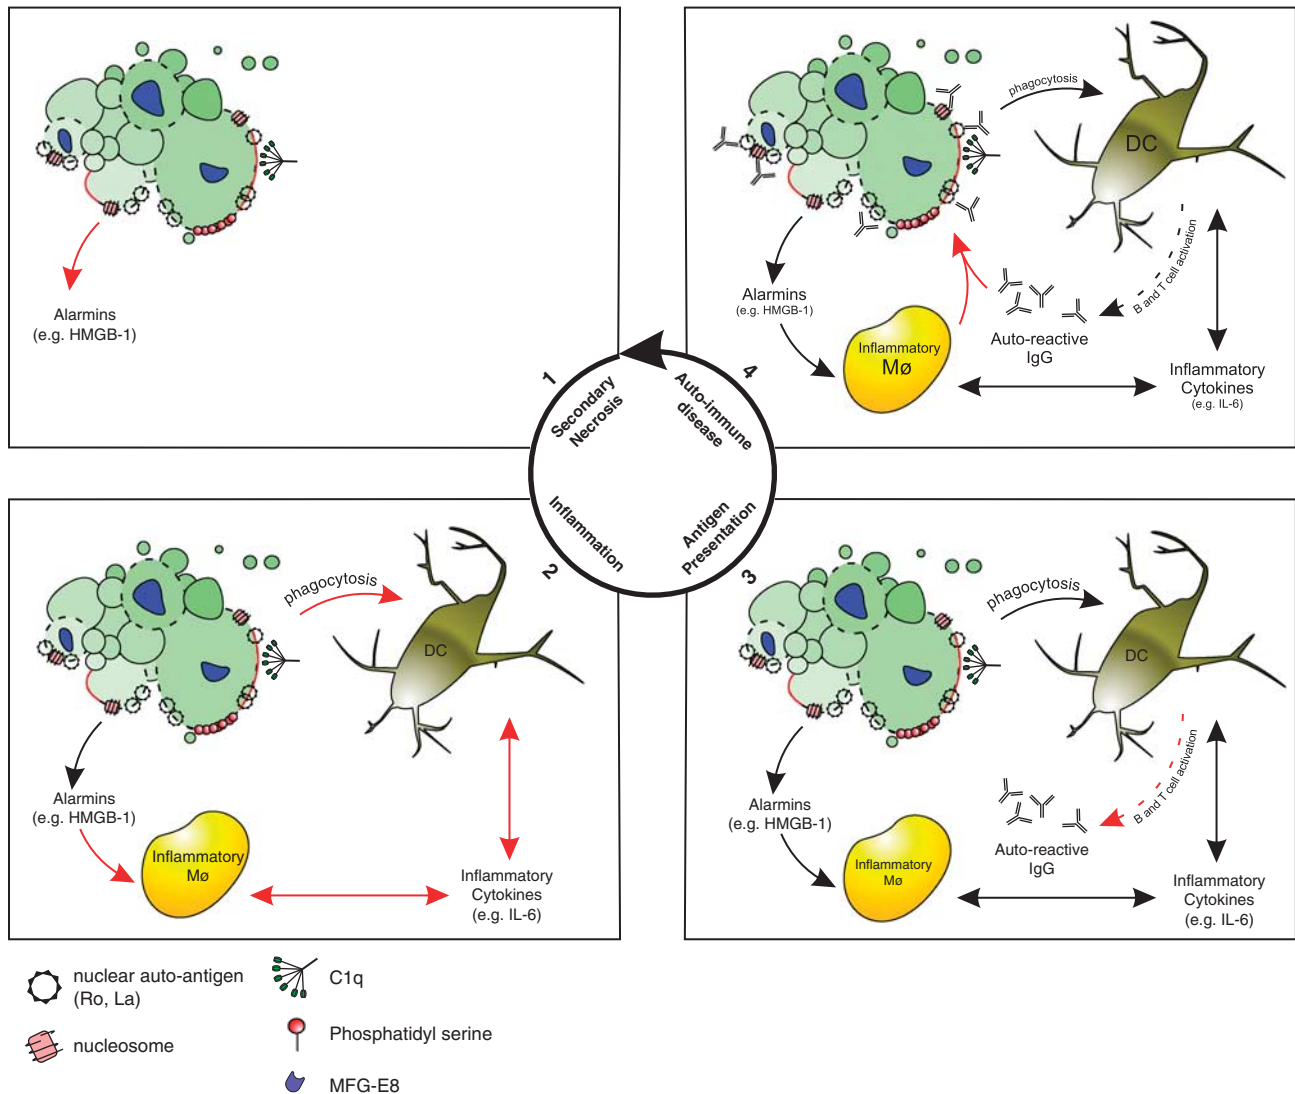 Alarmins
(e.g. HMGB-1)
phagocytosis
DC
Alarmins
(e.g. HMGB-1)
Inflammatory
Mø
Auto-reactive
IgG
B and T cell activation
Inflammatory
Cytokines
(e.g. IL-6)
1
Secondary
Necrosis
4
Auto-immune
disease
2
Inflammation
3
Antigen
Presentation
phagocytosis
DC
Alarmins
(e.g. HMGB-1)
Inflammatory
Mø
Inflammatory
Cytokines
(e.g. IL-6)
phagocytosis
DC
Alarmins
(e.g. HMGB-1)
Inflammatory
Mø
Auto-reactive
IgG
B and T cell activation
Inflammatory
Cytokines
(e.g. IL-6)
nuclear auto-antigen
(Ro, La)
nucleosome
C1q
Phosphatidyl serine
MFG-E8